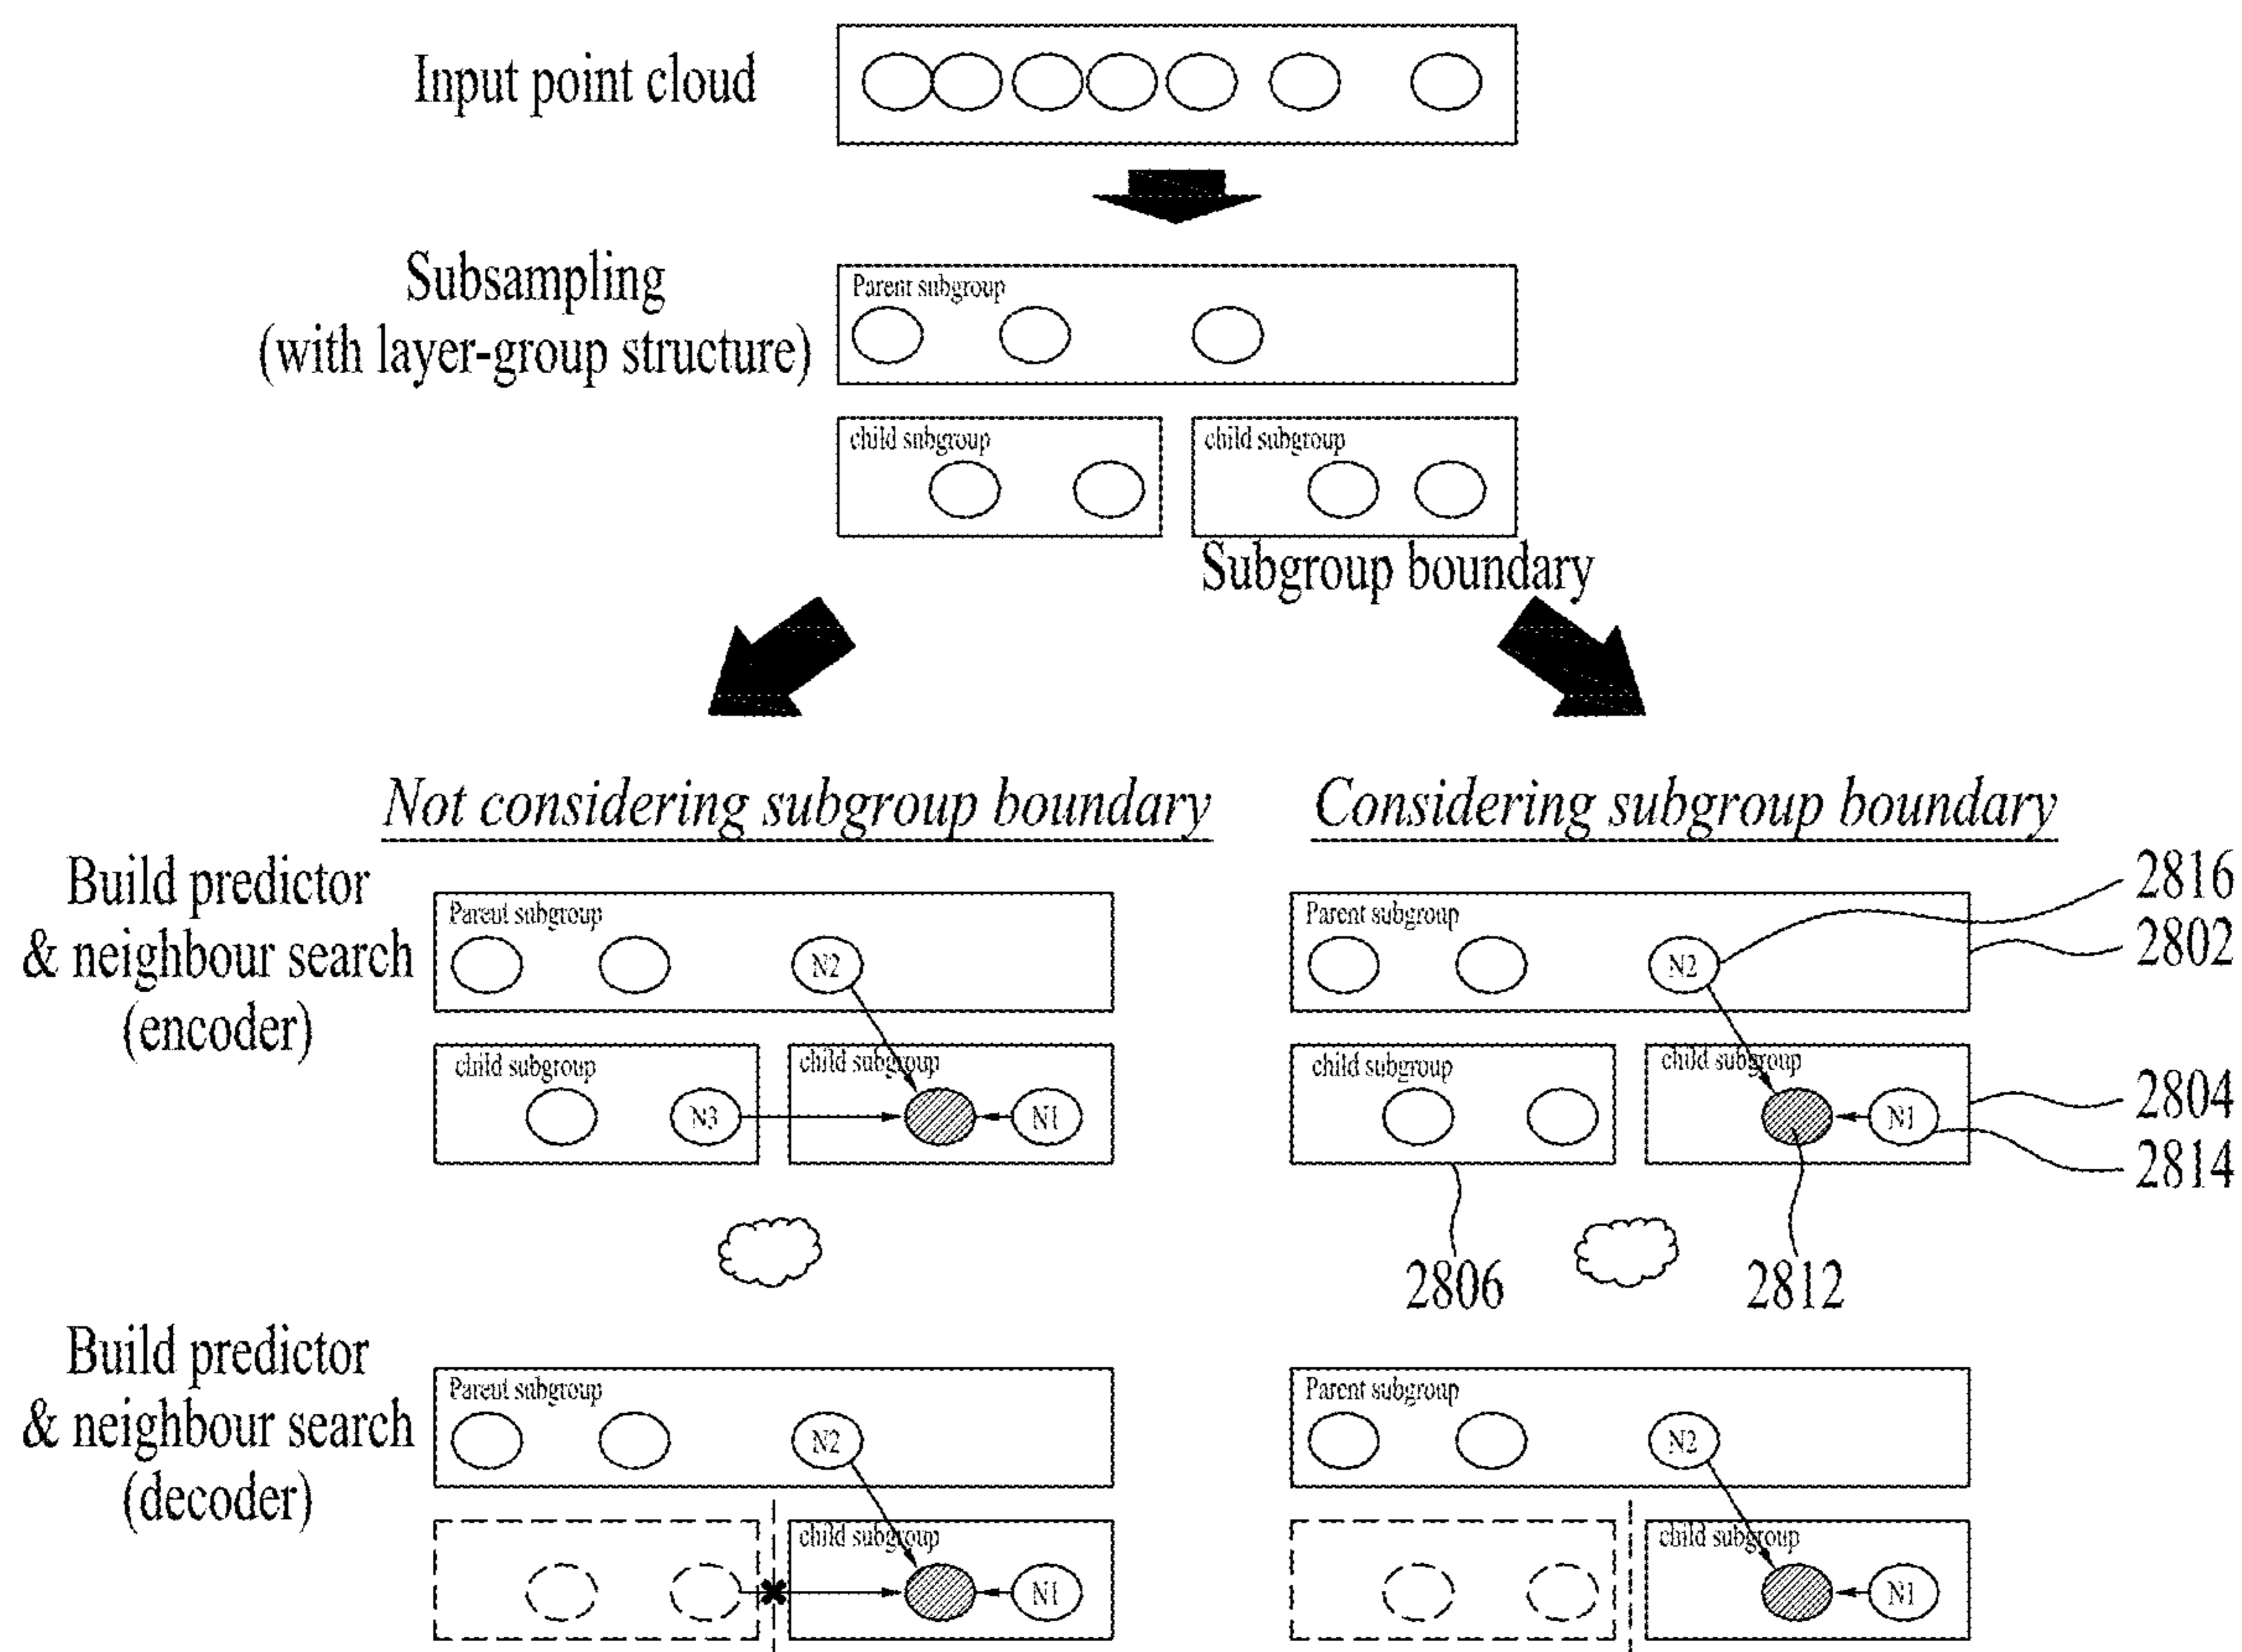 Input point cloud
Subsampling
(with layer-group structure)
Parent subgroup
child subgroup
child subgroup
Subgroup boundary
Not considering subgroup boundary
Considering subgroup boundary
Build predictor
& neighbour search
(encoder)
Parent subgroup
N2
child subgroup
N3
child subgroup
N1
Parent subgroup
N2
child subgroup
child subgroup
N1
2816
2802
2804
2814
2806
2812
Build predictor
& neighbour search
(decoder)
Parent subgroup
N2
child subgroup
N1
Parent subgroup
N2
child subgroup
N1